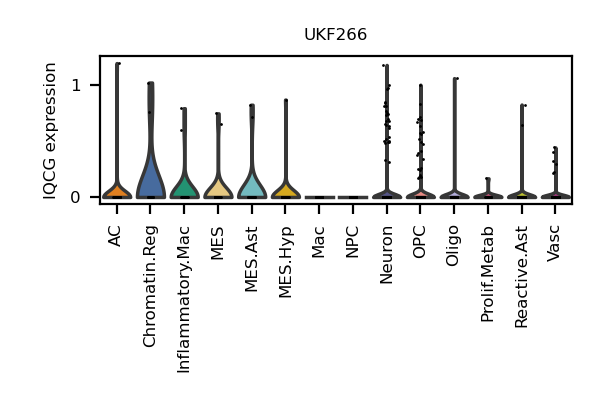 UKF266
IQCG expression
1
0
AC
Chromatin.Reg
Inflammatory.Mac
MES
MES.Ast
MES.Hyp
Mac
NPC
Neuron
OPC
Oligo
Prolif.Metab
Reactive.Ast
Vasc